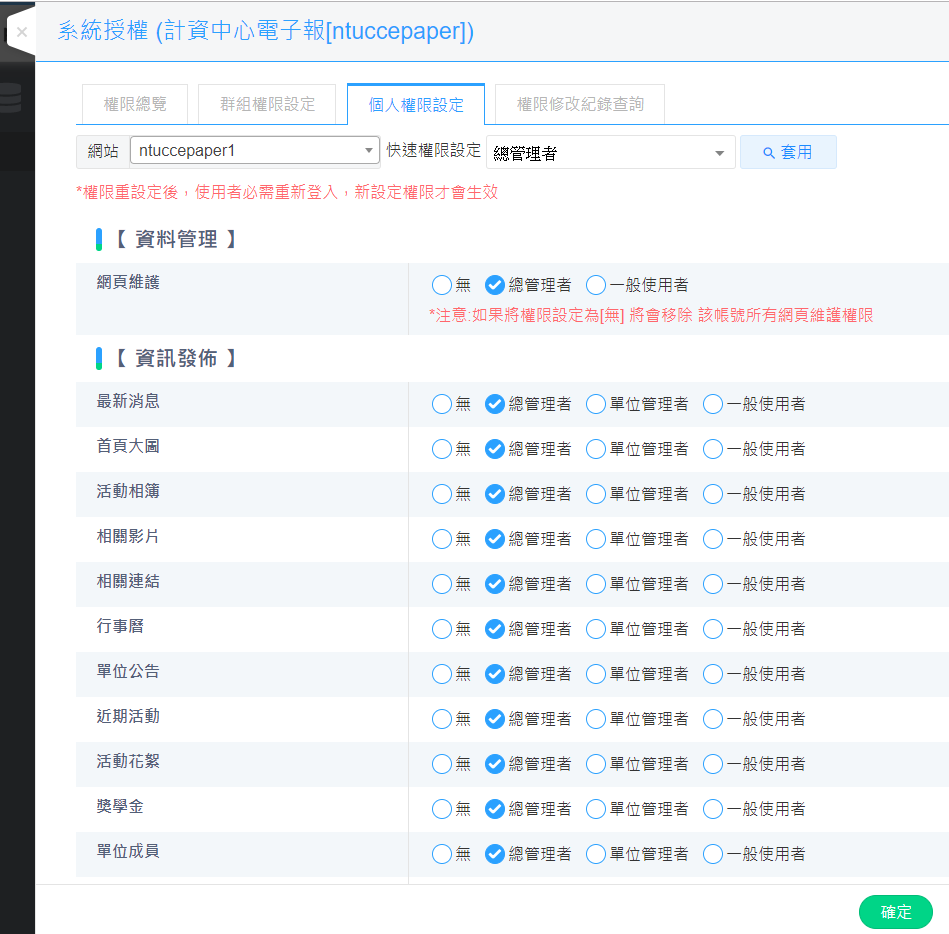 系統授權 (計資中心電子報[ntuccepaper])
權限總覽 群組權限設定 個人權限設定 權限修改紀錄查詢
網站 ntuccepaper1 快速權限設定 總管理者 套用
*權限重設定後，使用者必需重新登入，新設定權限才會生效
【 資料管理 】
網頁維護 無 總管理者 一般使用者
*注意:如果將權限設定為[無] 將會移除 該帳號所有網頁維護權限
【 資訊發佈 】
最新消息 無 總管理者 單位管理者 一般使用者
首頁大圖 無 總管理者 單位管理者 一般使用者
活動相簿 無 總管理者 單位管理者 一般使用者
相關影片 無 總管理者 單位管理者 一般使用者
相關連結 無 總管理者 單位管理者 一般使用者
行事曆 無 總管理者 單位管理者 一般使用者
單位公告 無 總管理者 單位管理者 一般使用者
近期活動 無 總管理者 單位管理者 一般使用者
活動花絮 無 總管理者 單位管理者 一般使用者
獎學金 無 總管理者 單位管理者 一般使用者
單位成員 無 總管理者 單位管理者 一般使用者
確定